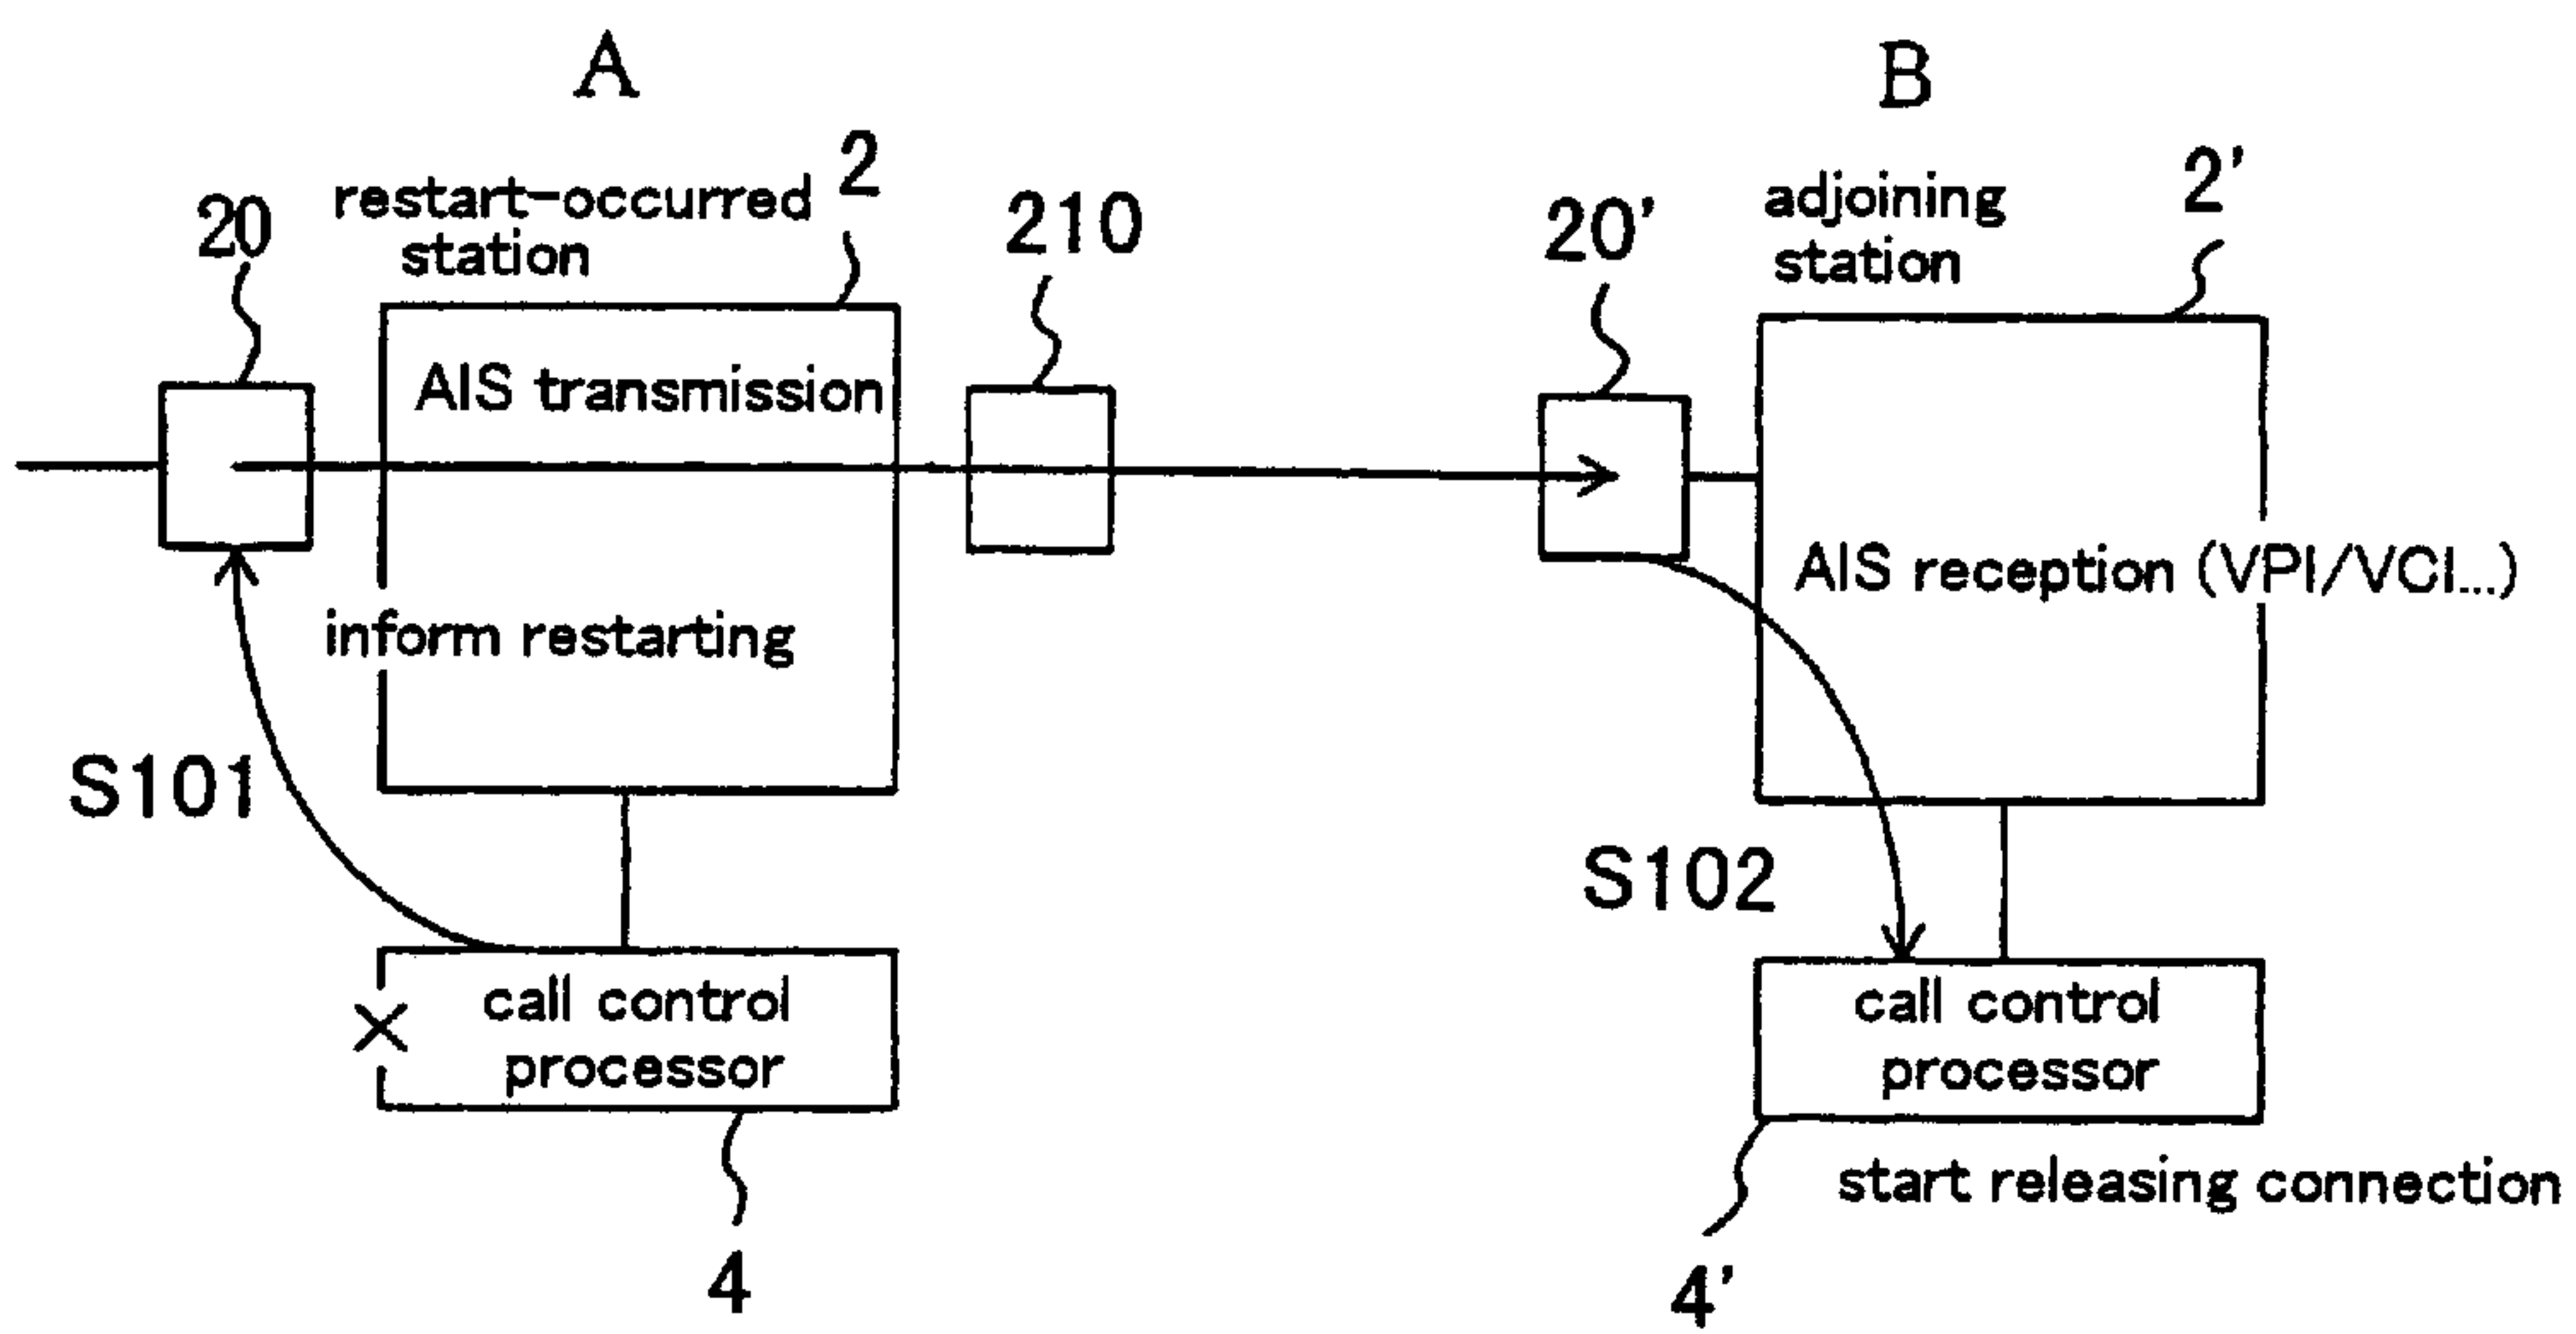 A
B
restart-occurred
station
2
20
210
20'
adjoining
station
2'
AIS transmission
AIS reception (VPI/VCI...)
inform restarting
S101
S102
call control
processor
call control
processor
start releasing connection
4
4'